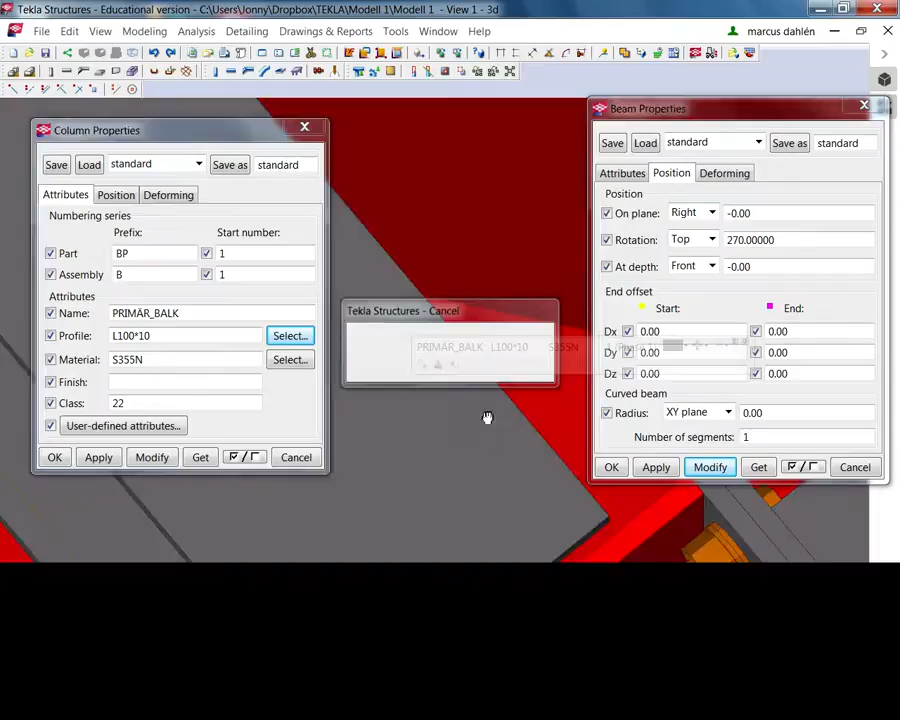 Tekla Structures - Educational version - C:\Users\Jonny\Dropbox\TEKLA\Modell 1\Modell 1 - View 1 - 3d
File Edit View Modeling Analysis Detailing Drawings & Reports Tools Window Help marcus dahlén
Column Properties
Save Load standard Save as standard
Attributes Position Deforming
Numbering series
Prefix: Start number:
Part BP 1
Assembly B 1
Attributes
Name: PRIMÄR_BALK
Profile: L100*10 Select...
Material: S355N Select...
Finish:
Class: 22
User-defined attributes...
OK Apply Modify Get / Cancel
Tekla Structures - Cancel
PRIMÄR_BALK L100*10 S355N
Beam Properties
Save Load standard Save as standard
Attributes Position Deforming
Position
On plane: Right -0.00
Rotation: Top 270.00000
At depth: Front -0.00
End offset
Start: End:
Dx 0.00 0.00
Dy 0.00 0.00
Dz 0.00 0.00
Curved beam
Radius: XY plane 0.00
Number of segments: 1
OK Apply Modify Get / Cancel